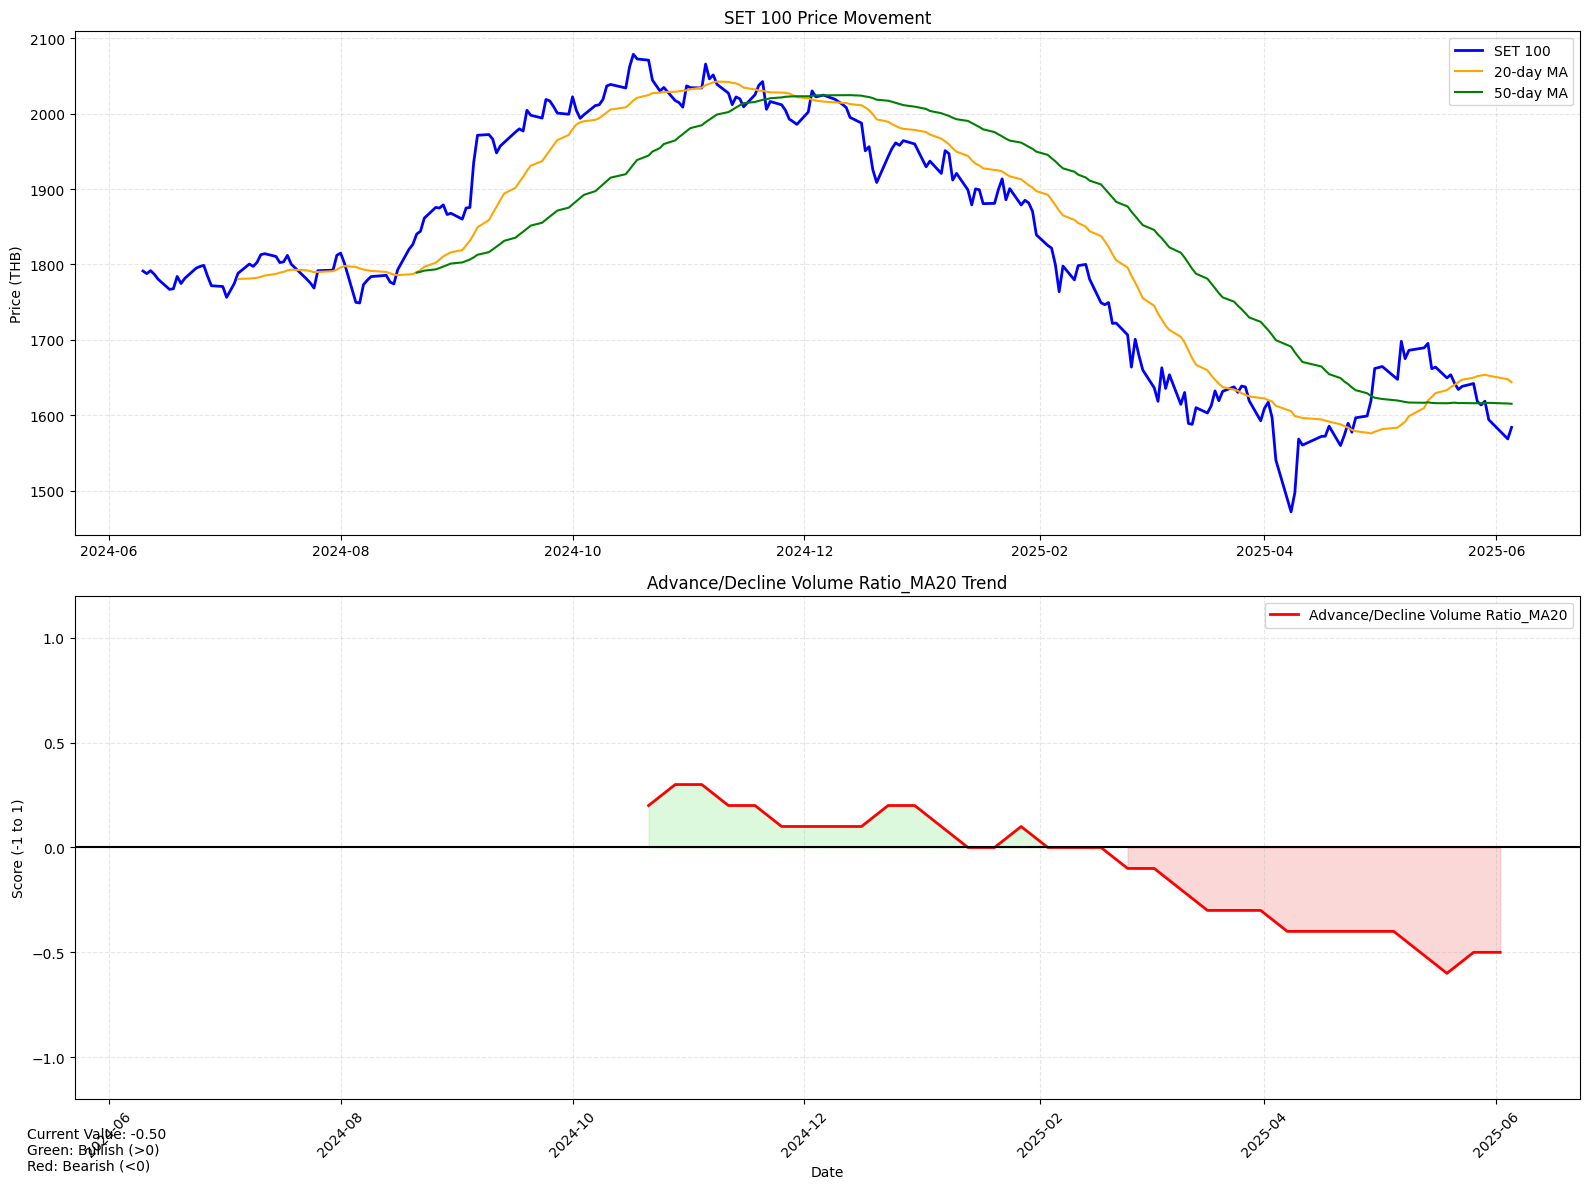 SET 100 Price Movement
SET 100
20-day MA
50-day MA
Price (THB)
2100
2000
1900
1800
1700
1600
1500
2024-06
2024-08
2024-10
2024-12
2025-02
2025-04
2025-06
Advance/Decline Volume Ratio_MA20 Trend
Advance/Decline Volume Ratio_MA20
Score (-1 to 1)
1.0
0.5
0.0
−0.5
−1.0
2024-06
2024-08
2024-10
2024-12
2025-02
2025-04
2025-06
Date
Current Value: -0.50
Green: Bullish (>0)
Red: Bearish (<0)